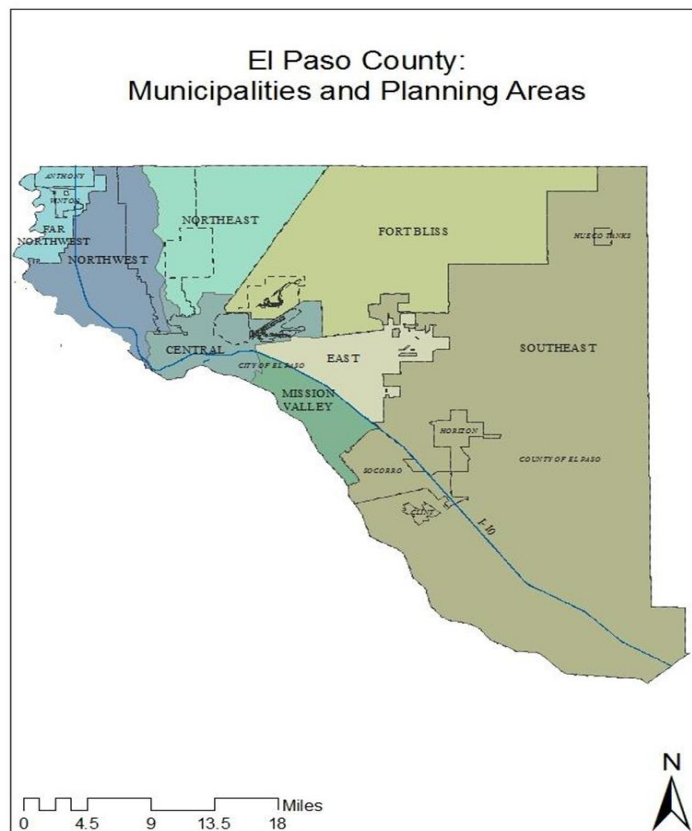 El Paso County:
Municipalities and Planning Areas
ANTHONY
VINTON
FAR
NORTHWEST
NORTHWEST
NORTHEAST
FORT BLISS
HUECO TANKS
CENTRAL
CITY OF EL PASO
EAST
SOUTHEAST
MISSION
VALLEY
HORIZON
SOCORRO
COUNTY OF EL PASO
CLINT
I-10
N
Miles
0 4.5 9 13.5 18